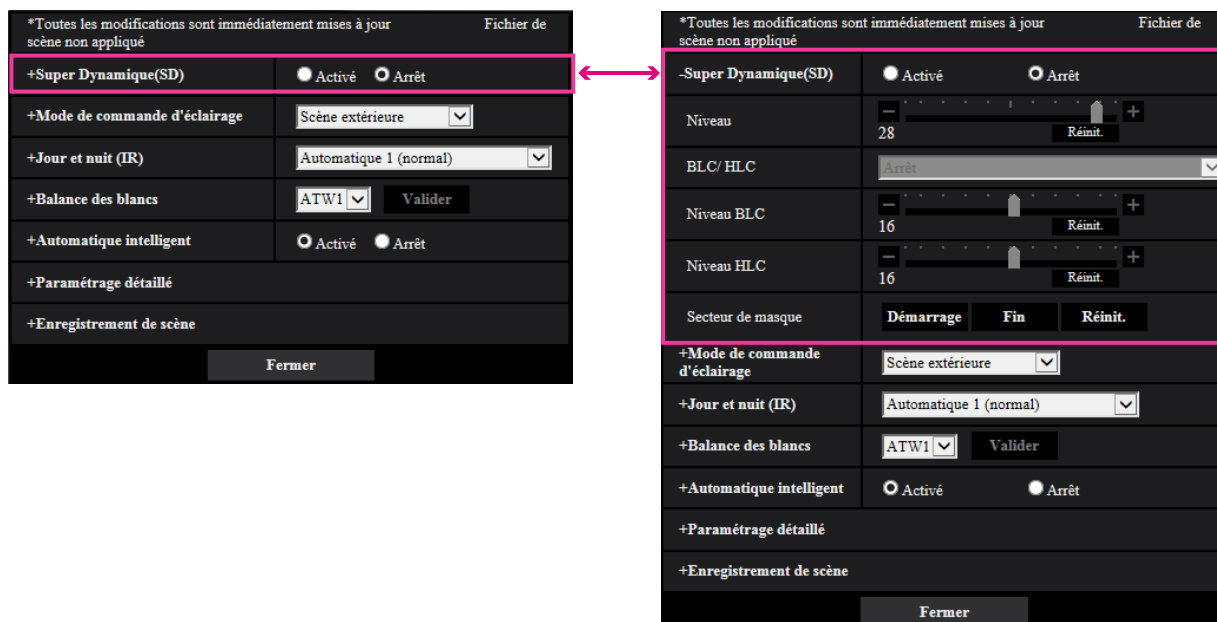 *Toutes les modifications sont immédiatement mises à jour Fichier de
scène non appliqué
+Super Dynamique(SD) Activé Arrêt
+Mode de commande d'éclairage Scène extérieure
+Jour et nuit (IR) Automatique 1 (normal)
+Balance des blancs ATW1 Valider
+Automatique intelligent Activé Arrêt
+Paramétrage détaillé
+Enregistrement de scène
Fermer
*Toutes les modifications sont immédiatement mises à jour Fichier de
scène non appliqué
-Super Dynamique(SD) Activé Arrêt
Niveau
28 Réinit.
BLC/ HLC Arrêt
Niveau BLC
16 Réinit.
Niveau HLC
16 Réinit.
Secteur de masque Démarrage Fin Réinit.
+Mode de commande
d'éclairage Scène extérieure
+Jour et nuit (IR) Automatique 1 (normal)
+Balance des blancs ATW1 Valider
+Automatique intelligent Activé Arrêt
+Paramétrage détaillé
+Enregistrement de scène
Fermer